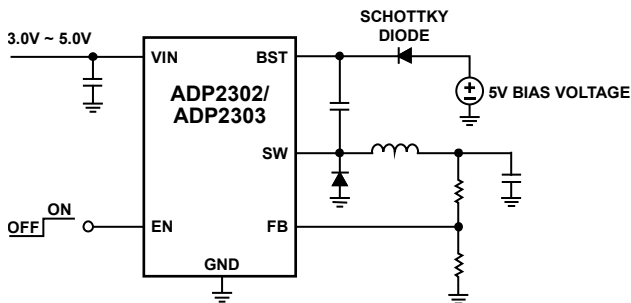 SCHOTTKY
DIODE
3.0V ~ 5.0V
VIN
BST
ADP2302/
ADP2303
5V BIAS VOLTAGE
SW
ON
OFF
EN
FB
GND